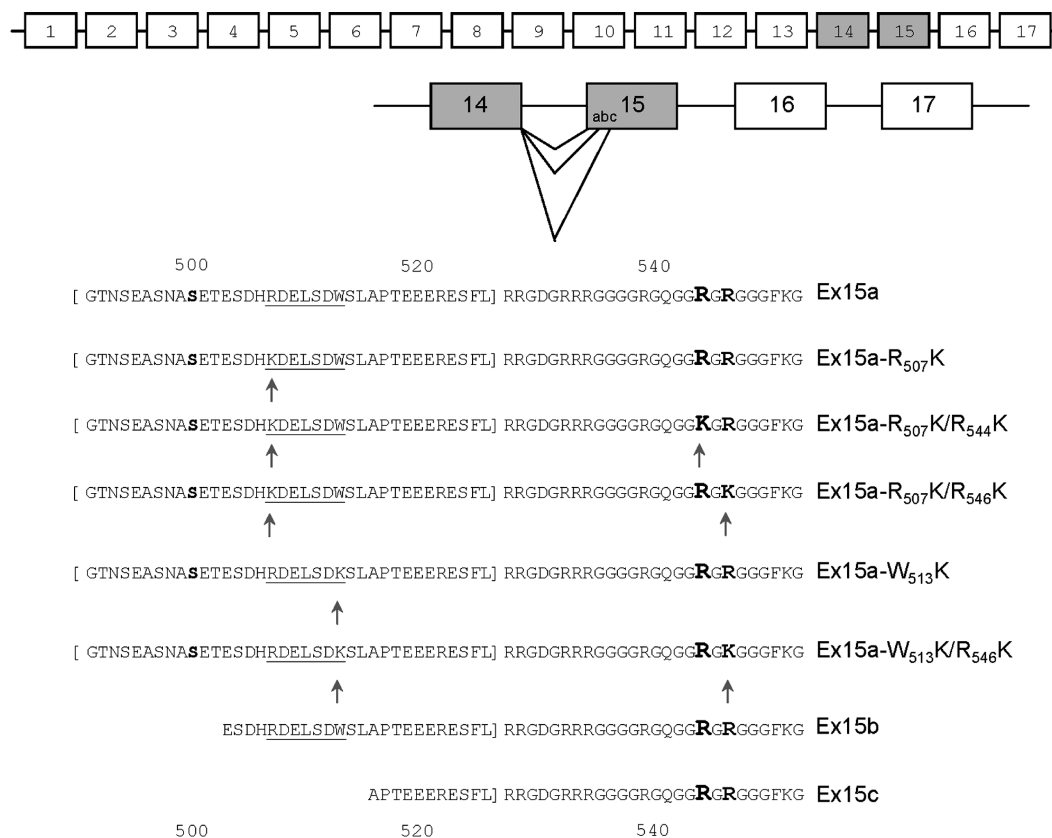 1 2 3 4 5 6 7 8 9 10 11 12 13 14 15 16 17
14 15 16 17
abc
500 520 540
[ GTNSEASNASETESDHRDELSDWSLAPTEEERESFL] RRGDGRRRGGGGRGQGGRGRGGGFKG Ex15a
[ GTNSEASNASETESDHKDELSDWSLAPTEEERESFL] RRGDGRRRGGGGRGQGGRGRGGGFKG Ex15a-R507K
[ GTNSEASNASETESDHKDELSDWSLAPTEEERESFL] RRGDGRRRGGGGRGQGGKGRGGGFKG Ex15a-R507K/R544K
[ GTNSEASNASETESDHKDELSDWSLAPTEEERESFL] RRGDGRRRGGGGRGQGGRGKGGGFKG Ex15a-R507K/R546K
[ GTNSEASNASETESDHRDELSDKSLAPTEEERESFL] RRGDGRRRGGGGRGQGGRGRGGGFKG Ex15a-W513K
[ GTNSEASNASETESDHRDELSDKSLAPTEEERESFL] RRGDGRRRGGGGRGQGGRGKGGGFKG Ex15a-W513K/R546K
ESDHRDELSDWSLAPTEEERESFL] RRGDGRRRGGGGRGQGGRGRGGGFKG Ex15b
APTEEERESFL] RRGDGRRRGGGGRGQGGRGRGGGFKG Ex15c
500 520 540